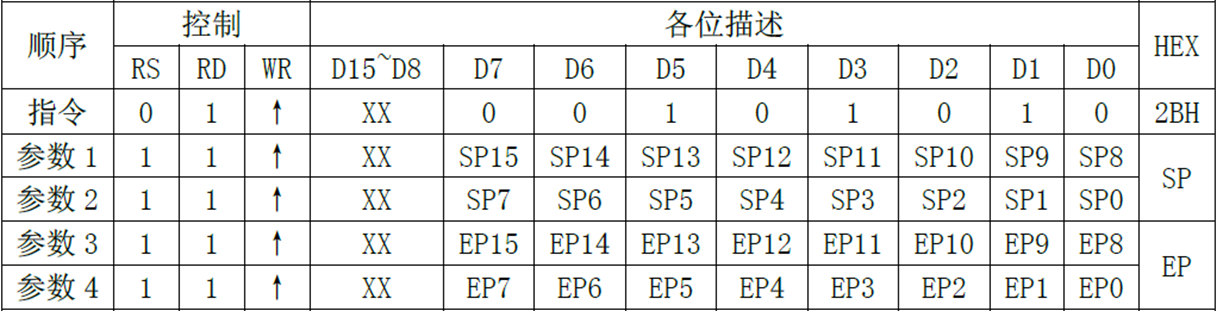 顺序 控制 各位描述 HEX
RS RD WR D15~D8 D7 D6 D5 D4 D3 D2 D1 D0
指令 0 1 ↑ XX 0 0 1 0 1 0 1 0 2BH
参数 1 1 1 ↑ XX SP15 SP14 SP13 SP12 SP11 SP10 SP9 SP8 SP
参数 2 1 1 ↑ XX SP7 SP6 SP5 SP4 SP3 SP2 SP1 SP0
参数 3 1 1 ↑ XX EP15 EP14 EP13 EP12 EP11 EP10 EP9 EP8 EP
参数 4 1 1 ↑ XX EP7 EP6 EP5 EP4 EP3 EP2 EP1 EP0